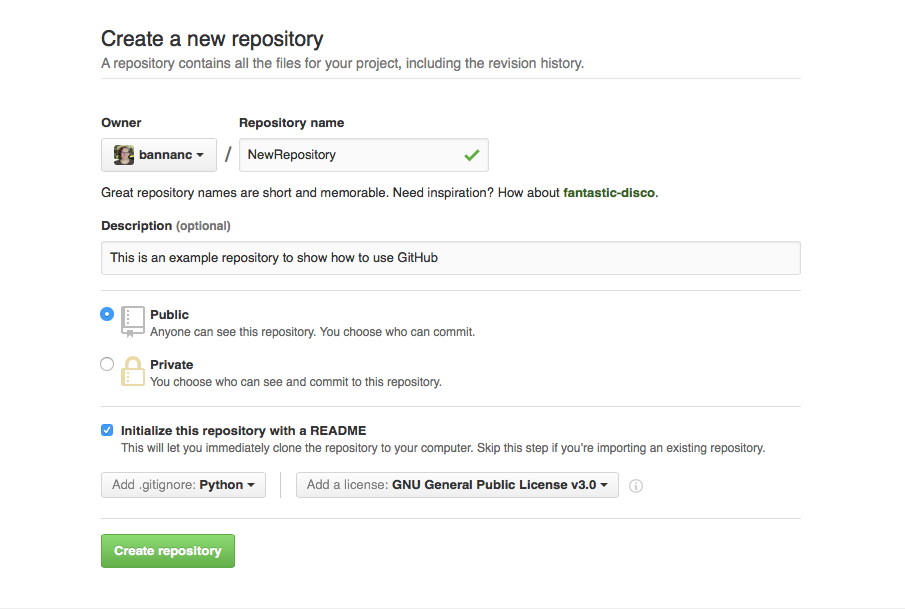 Create a new repository
A repository contains all the files for your project, including the revision history.
Owner
Repository name
bannanc / NewRepository
Great repository names are short and memorable. Need inspiration? How about fantastic-disco.
Description (optional)
This is an example repository to show how to use GitHub
Public
Anyone can see this repository. You choose who can commit.
Private
You choose who can see and commit to this repository.
Initialize this repository with a README
This will let you immediately clone the repository to your computer. Skip this step if you’re importing an existing repository.
Add .gitignore: Python
Add a license: GNU General Public License v3.0
Create repository